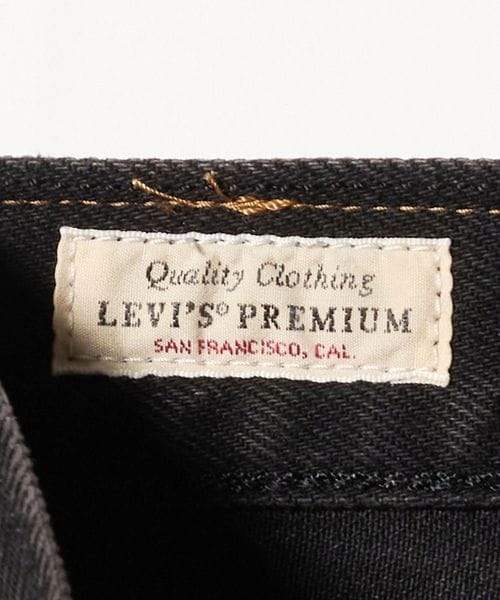 Quality Clothing
LEVI'S® PREMIUM
SAN FRANCISCO, CAL.